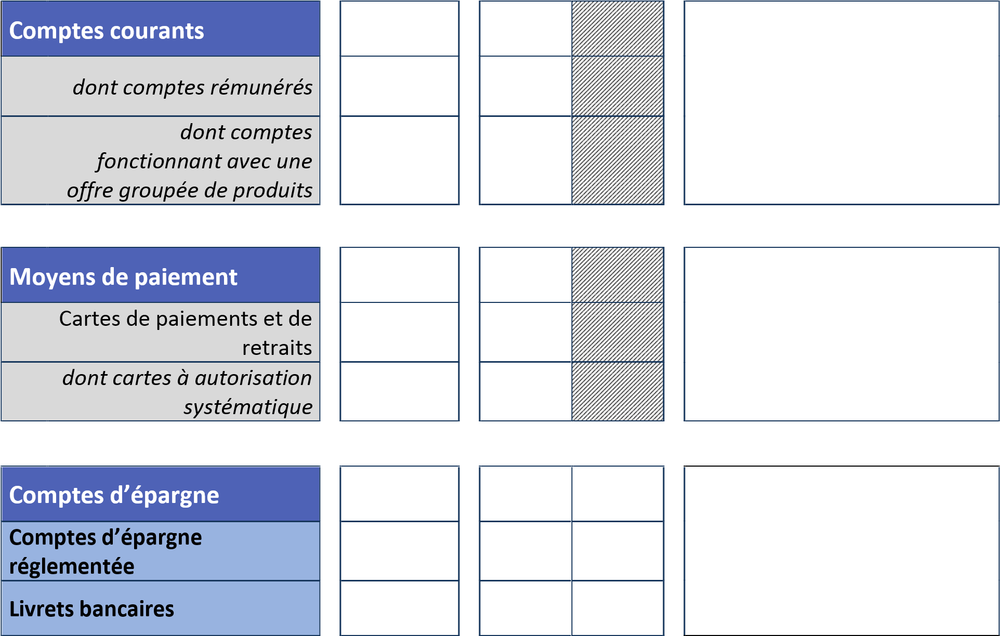 Comptes courants
dont comptes rémunérés
dont comptes
fonctionnant avec une
offre groupée de produits
Moyens de paiement
Cartes de paiements et de
retraits
dont cartes à autorisation
systématique
Comptes d’épargne
Comptes d’épargne
réglementée
Livrets bancaires